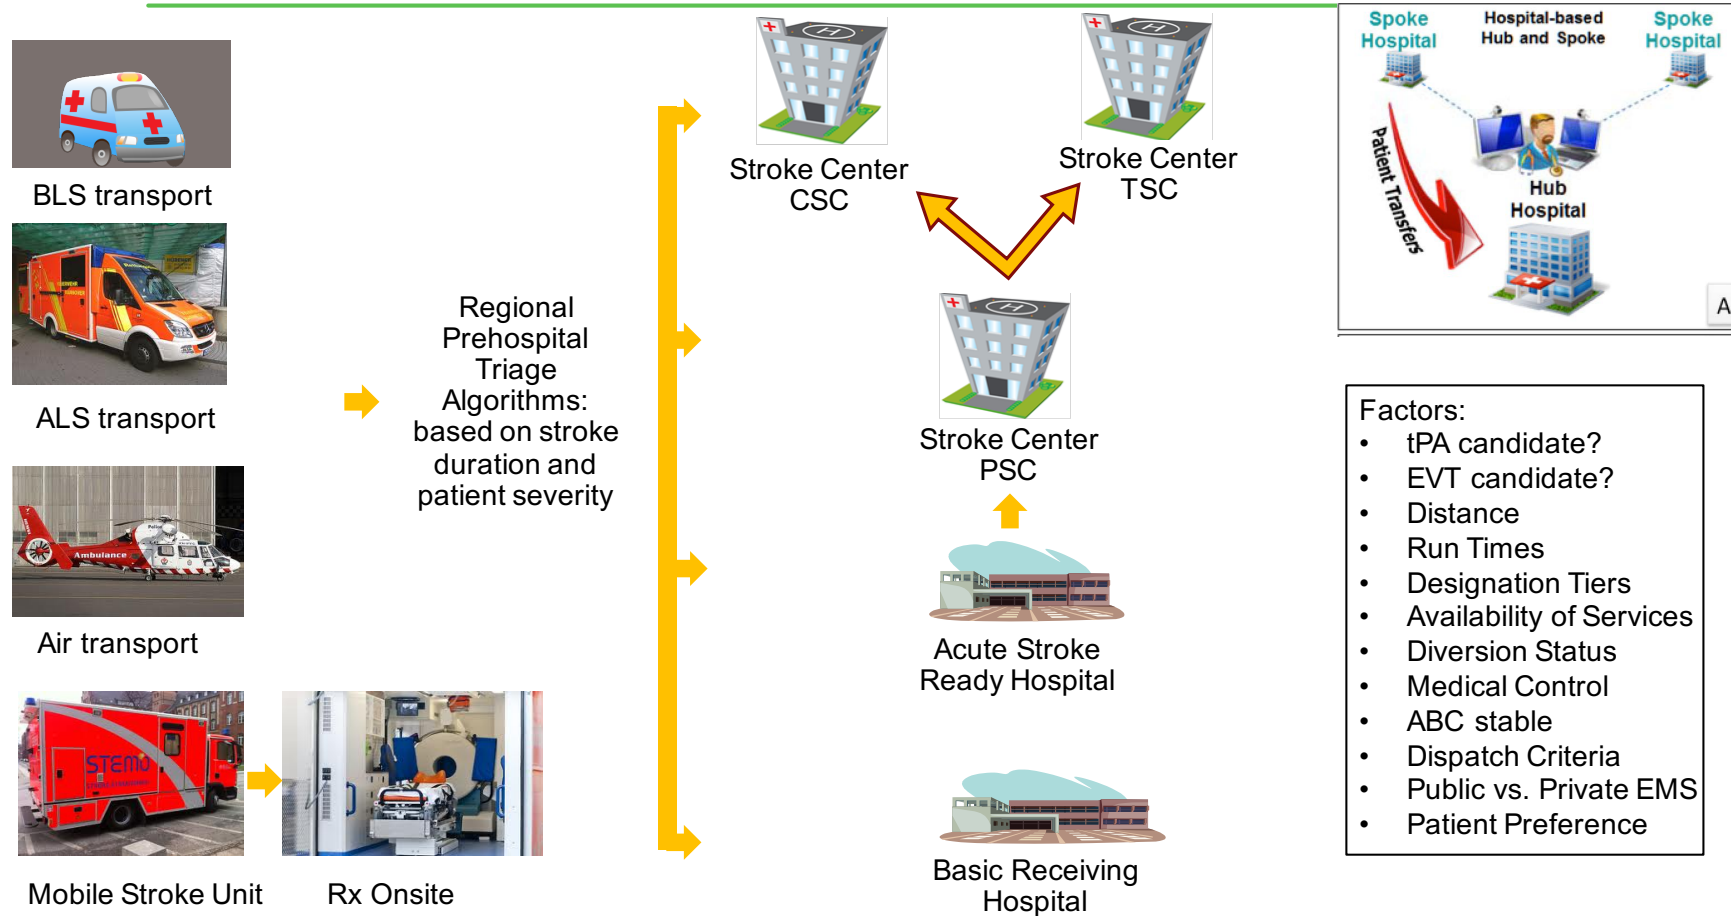 BLS transport
ALS transport
Air transport
Ambulance
STEMO
Mobile Stroke Unit
Rx Onsite
Regional
Prehospital
Triage
Algorithms:
based on stroke
duration and
patient severity
H
Stroke Center
CSC
H
Stroke Center
TSC
H
Stroke Center
PSC
Acute Stroke
Ready Hospital
Basic Receiving
Hospital
Spoke
Hospital
Hospital-based
Hub and Spoke
Spoke
Hospital
Patient Transfers
Hub
Hospital
A
Factors:
• tPA candidate?
• EVT candidate?
• Distance
• Run Times
• Designation Tiers
• Availability of Services
• Diversion Status
• Medical Control
• ABC stable
• Dispatch Criteria
• Public vs. Private EMS
• Patient Preference